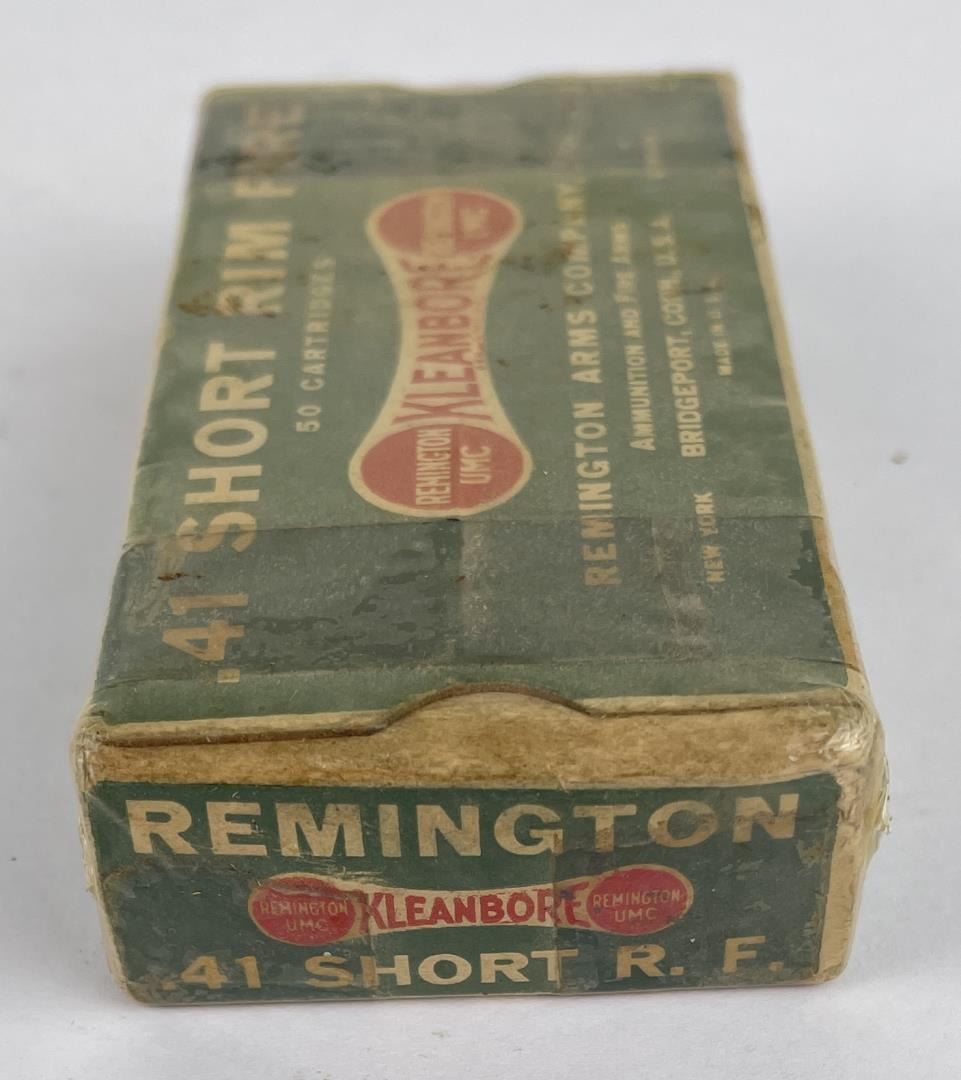 .41 SHORT RIM FIRE
50 CARTRIDGES
REMINGTON
UMC
KLEANBORE
REMINGTON
UMC
REMINGTON ARMS COMPANY
AMMUNITION AND FIRE ARMS
NEW YORK BRIDGEPORT, CONN., U.S.A.
MADE IN U.S.
REMINGTON
REMINGTON
UMC
KLEANBORE
REMINGTON
UMC
.41 SHORT R. F.